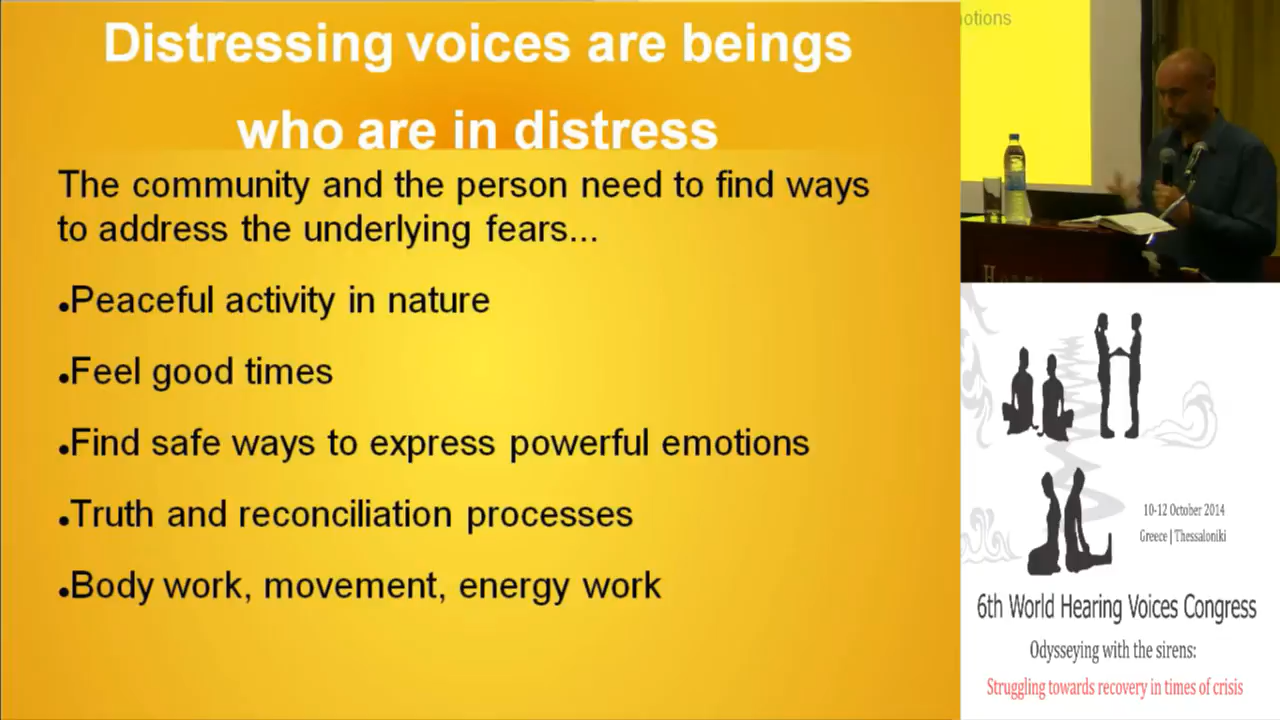 Distressing voices are beings
who are in distress
The community and the person need to find ways
to address the underlying fears...
•Peaceful activity in nature
•Feel good times
•Find safe ways to express powerful emotions
•Truth and reconciliation processes
•Body work, movement, energy work
10-12 October 2014
Greece | Thessaloniki
6th World Hearing Voices Congress
Odysseying with the sirens:
Struggling towards recovery in times of crisis